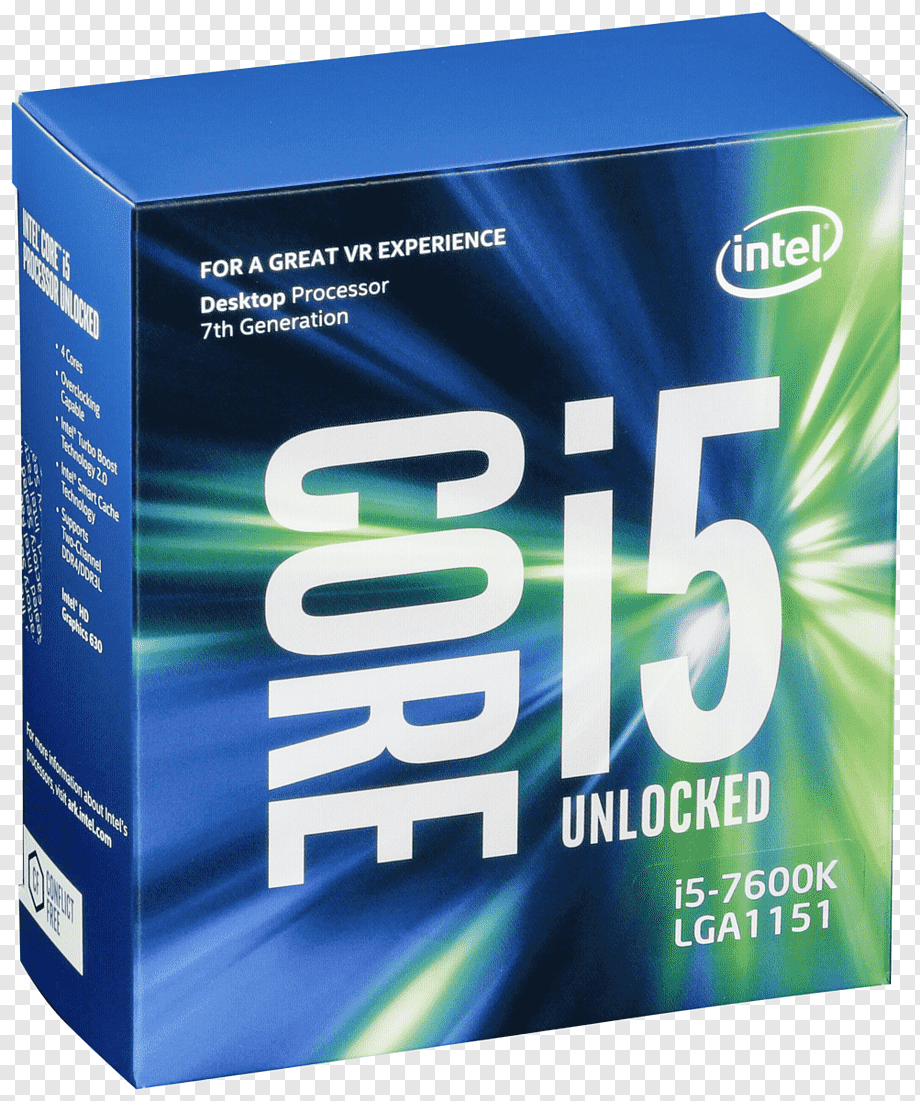 FOR A GREAT VR EXPERIENCE
Desktop Processor
7th Generation
intel®
CORE i5
UNLOCKED
i5-7600K
LGA1151
INTEL® CORE™ i5
PROCESSOR UNLOCKED
• 4 Cores
• Overclocking
Capable
• Intel® Turbo Boost
Technology 2.0
• Intel® Smart Cache
Technology
• Supports
Two-Channel
DDR4/DDR3L
Intel® HD
Graphics 630
For more information about Intel's
processors, visit ark.intel.com
CF
CONFLICT
FREE